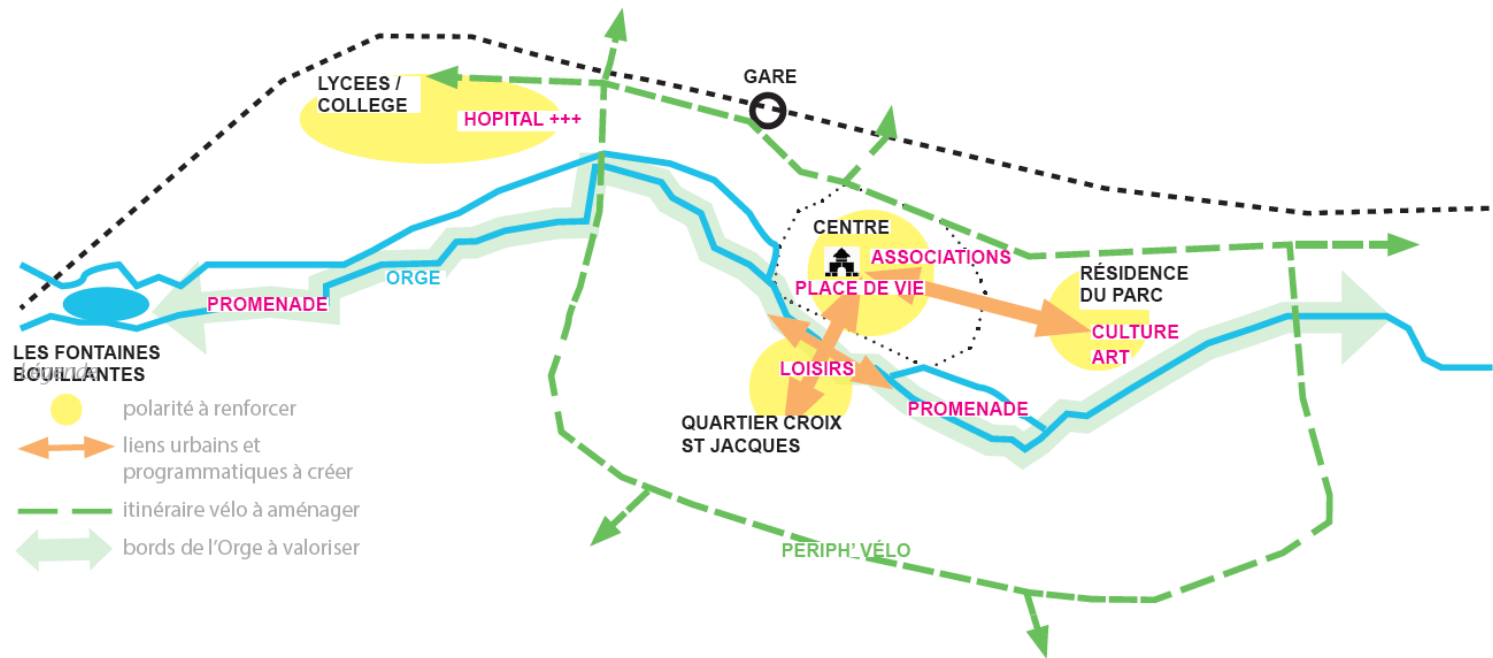 GARE
LYCEES /
COLLEGE
HOPITAL +++
CENTRE
ASSOCIATIONS
PLACE DE VIE
RÉSIDENCE
DU PARC
CULTURE
ART
ORGE
PROMENADE
LES FONTAINES
BOUILLANTES
LOISIRS
PROMENADE
QUARTIER CROIX
ST JACQUES
PERIPH' VÉLO
Légende
polarité à renforcer
liens urbains et
programmatiques à créer
itinéraire vélo à aménager
bords de l'Orge à valoriser